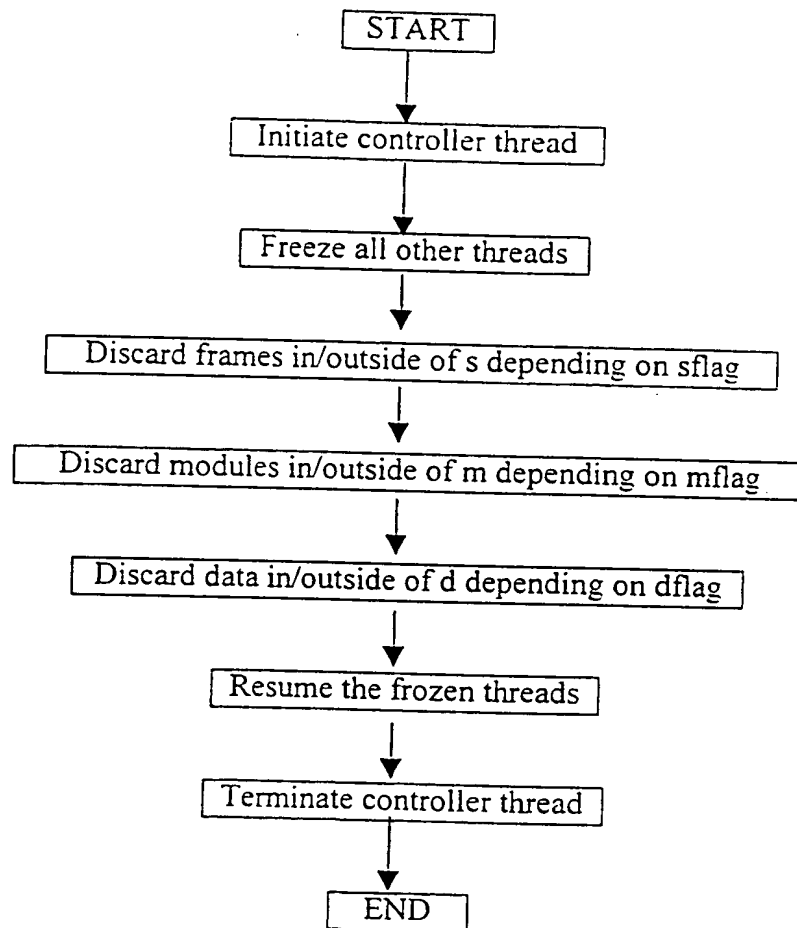 START
Initiate controller thread
Freeze all other threads
Discard frames in/outside of s depending on sflag
Discard modules in/outside of m depending on mflag
Discard data in/outside of d depending on dflag
Resume the frozen threads
Terminate controller thread
END